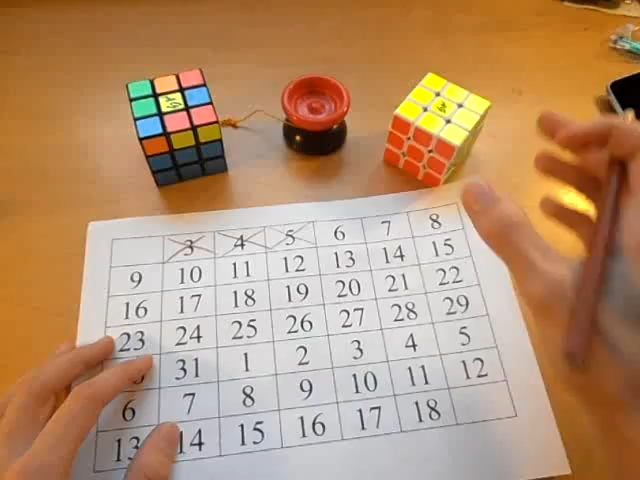 3 4 5 6 7 8
9 10 11 12 13 14 15
16 17 18 19 20 21 22
23 24 25 26 27 28 29
31 1 2 3 4 5
6 7 8 9 10 11 12
13 14 15 16 17 18